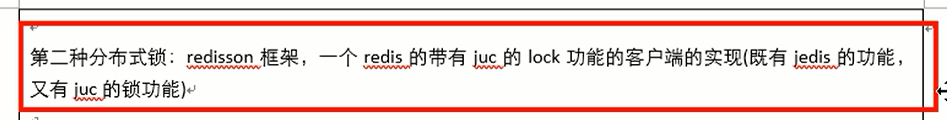 第二种分布式锁：redisson 框架，一个 redis 的带有 juc 的 lock 功能的客户端的实现(既有 jedis 的功能，
又有 juc 的锁功能)